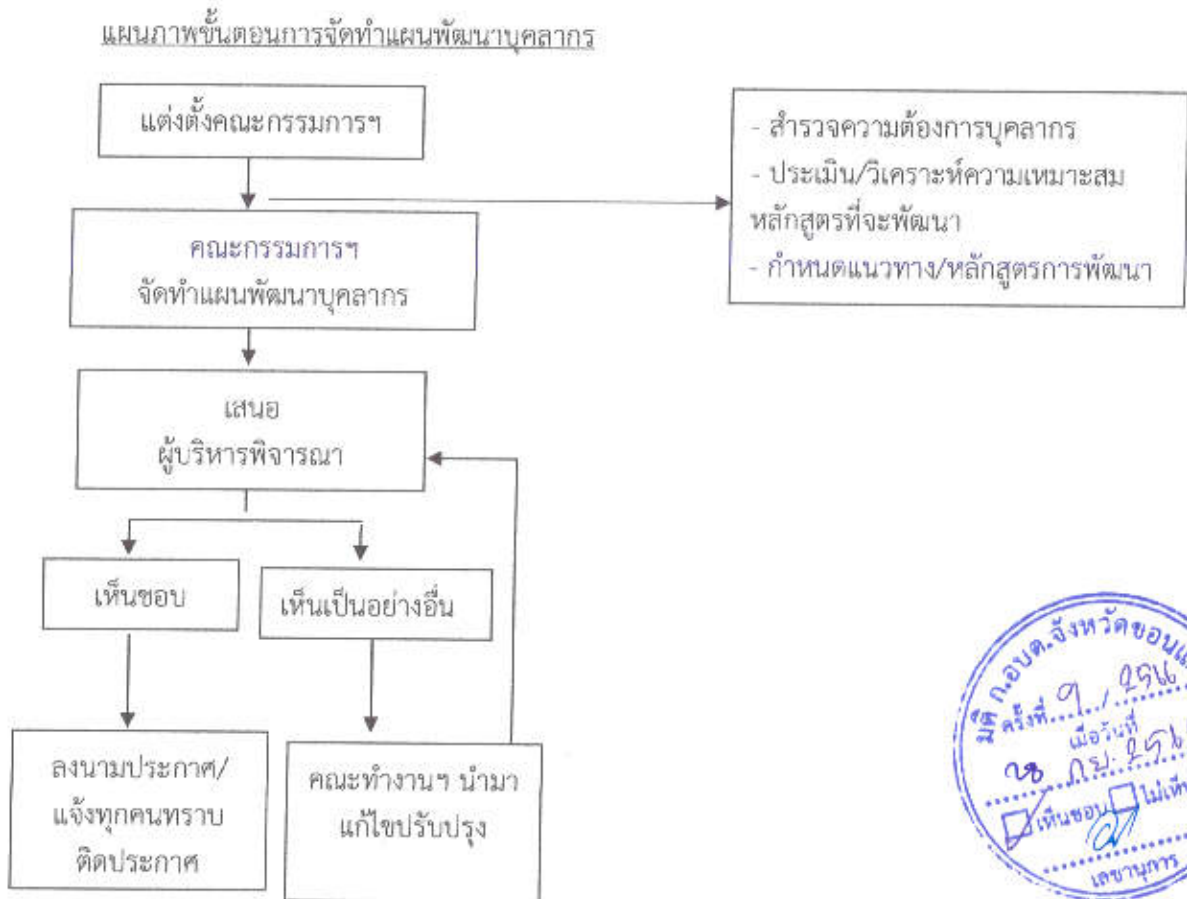 แผนภาพขั้นตอนการจัดทำแผนพัฒนาบุคลากร
แต่งตั้งคณะกรรมการฯ
- สำรวจความต้องการบุคลากร
- ประเมิน/วิเคราะห์ความเหมาะสม
หลักสูตรที่จะพัฒนา
- กำหนดแนวทาง/หลักสูตรการพัฒนา
คณะกรรมการฯ
จัดทำแผนพัฒนาบุคลากร
เสนอ
ผู้บริหารพิจารณา
เห็นชอบ
เห็นเป็นอย่างอื่น
ลงนามประกาศ/
แจ้งทุกคนทราบ
ติดประกาศ
คณะทำงานฯ นำมา
แก้ไขปรับปรุง
มติ ก.อบต.จังหวัดขอนแ
ครั้งที่ 9 / 2566
เมื่อวันที่
28 ก.ย. 256
เห็นชอบ ไม่เห็น
เลขานุการ